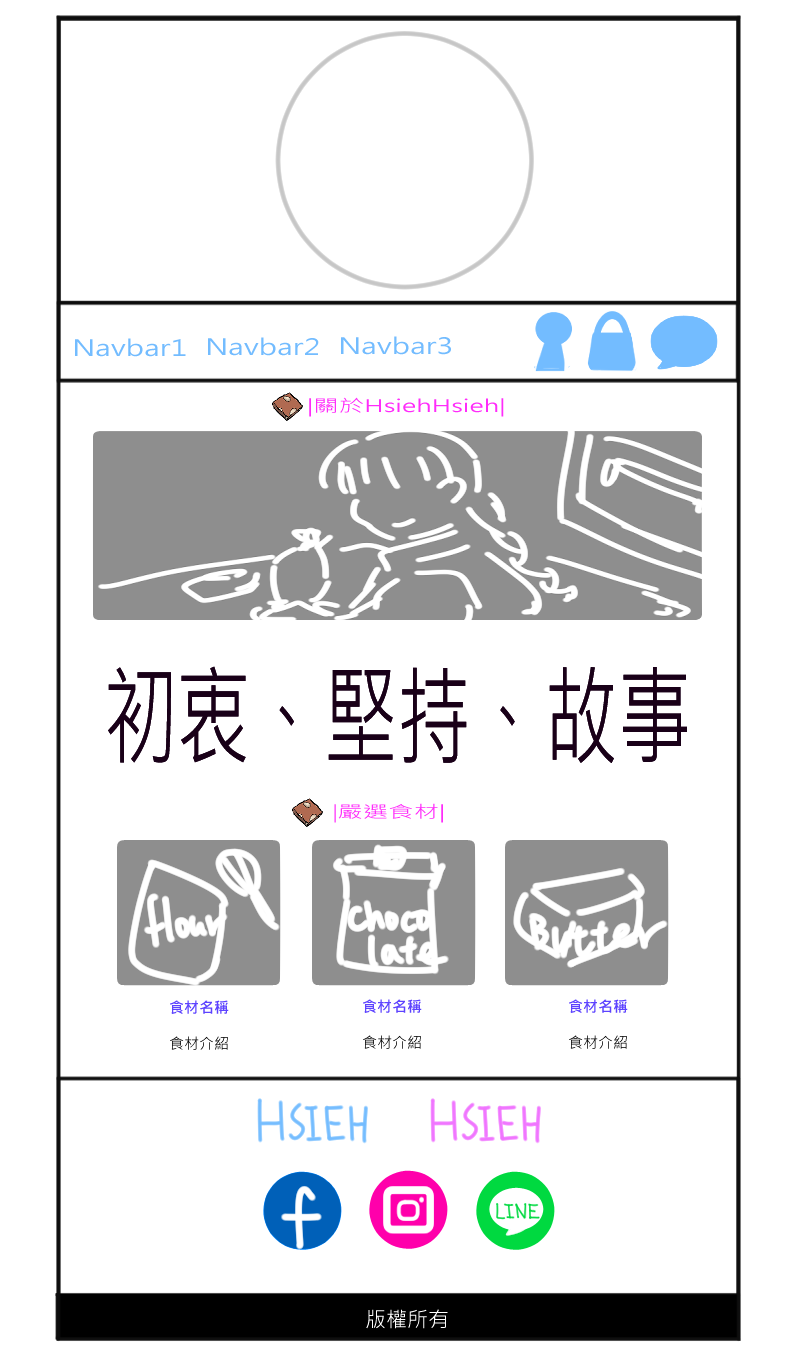 Navbar1 Navbar2 Navbar3
|關於HsiehHsieh|
初衷、堅持、故事
|嚴選食材|
flour
choco
late
Butter
食材名稱 食材名稱 食材名稱
食材介紹 食材介紹 食材介紹
HSIEH HSIEH
f LINE
版權所有